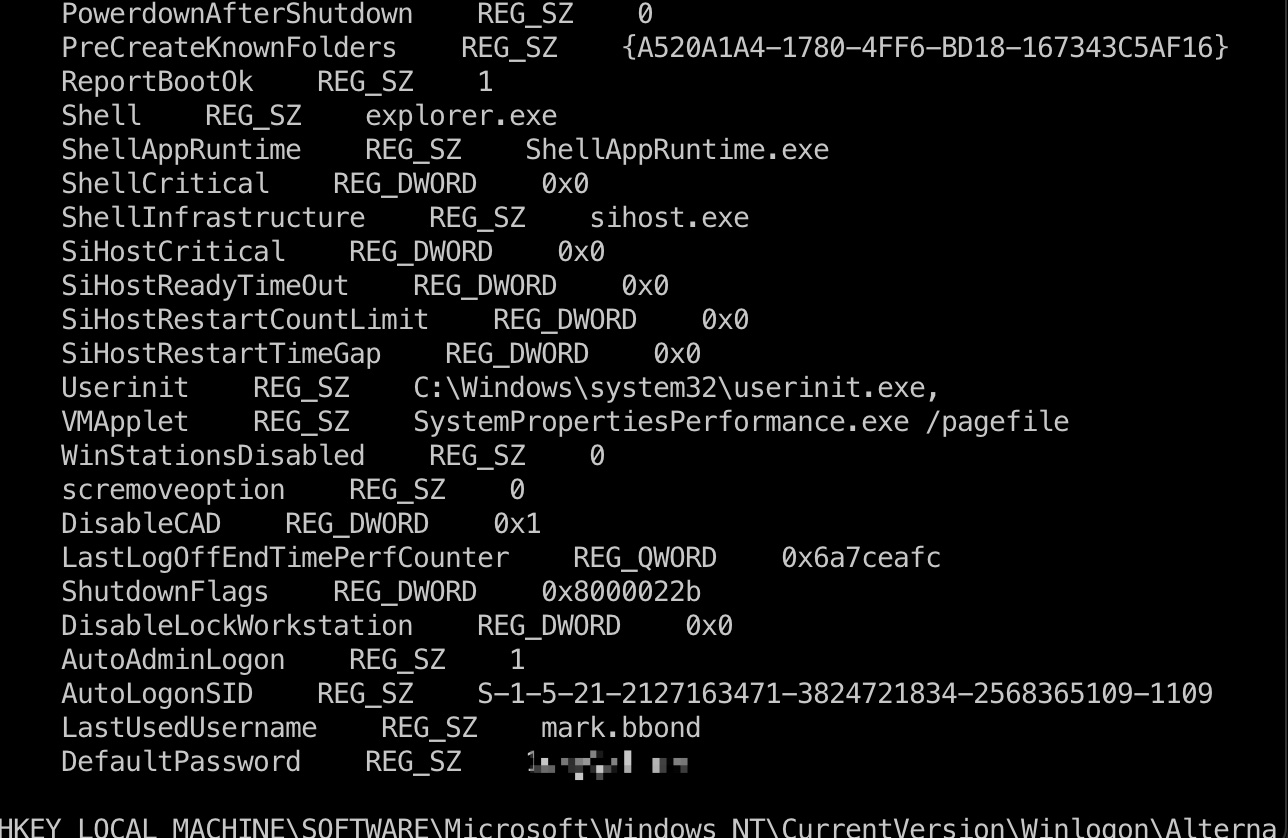 PowerdownAfterShutdown    REG_SZ    0
PreCreateKnownFolders    REG_SZ    {A520A1A4-1780-4FF6-BD18-167343C5AF16}
ReportBootOk    REG_SZ    1
Shell    REG_SZ    explorer.exe
ShellAppRuntime    REG_SZ    ShellAppRuntime.exe
ShellCritical    REG_DWORD    0x0
ShellInfrastructure    REG_SZ    sihost.exe
SiHostCritical    REG_DWORD    0x0
SiHostReadyTimeOut    REG_DWORD    0x0
SiHostRestartCountLimit    REG_DWORD    0x0
SiHostRestartTimeGap    REG_DWORD    0x0
Userinit    REG_SZ    C:\Windows\system32\userinit.exe,
VMApplet    REG_SZ    SystemPropertiesPerformance.exe /pagefile
WinStationsDisabled    REG_SZ    0
scremoveoption    REG_SZ    0
DisableCAD    REG_DWORD    0x1
LastLogOffEndTimePerfCounter    REG_QWORD    0x6a7ceafc
ShutdownFlags    REG_DWORD    0x8000022b
DisableLockWorkstation    REG_DWORD    0x0
AutoAdminLogon    REG_SZ    1
AutoLogonSID    REG_SZ    S-1-5-21-2127163471-3824721834-2568365109-1109
LastUsedUsername    REG_SZ    mark.bbond
DefaultPassword    REG_SZ
HKEY_LOCAL_MACHINE\SOFTWARE\Microsoft\Windows NT\CurrentVersion\Winlogon\Alterna